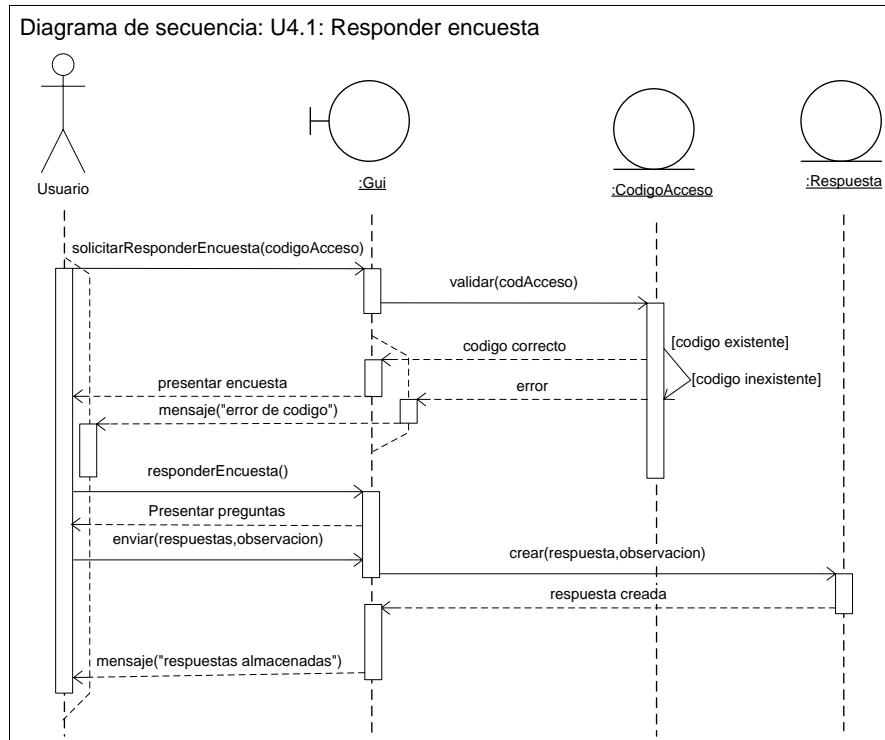 Diagrama de secuencia: U4.1: Responder encuesta
Usuario
:Gui
:CodigoAcceso
:Respuesta
solicitarResponderEncuesta(codigoAcceso)
validar(codAcceso)
codigo correcto
[codigo existente]
presentar encuesta
error
[codigo inexistente]
mensaje("error de codigo")
responderEncuesta()
Presentar preguntas
enviar(respuestas,observacion)
crear(respuesta,observacion)
respuesta creada
mensaje("respuestas almacenadas")